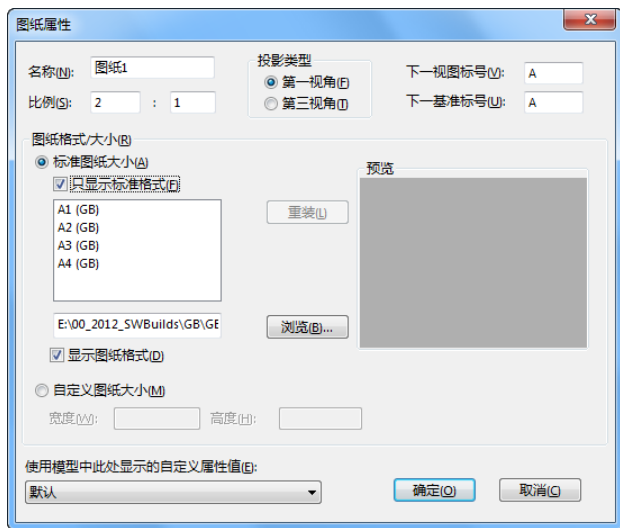 图纸属性
名称(N): 图纸1
比例(S): 2 : 1
投影类型
第一视角(F)
第三视角(T)
下一视图标号(V): A
下一基准标号(U): A
图纸格式/大小(R)
标准图纸大小(A)
只显示标准格式(F)
A1 (GB)
A2 (GB)
A3 (GB)
A4 (GB)
重装(L)
预览
E:\00_2012_SWBuilds\GB\GE
浏览(B)...
显示图纸格式(D)
自定义图纸大小(M)
宽度(W): 高度(H):
使用模型中此处显示的自定义属性值(E):
默认
确定(O) 取消(C)